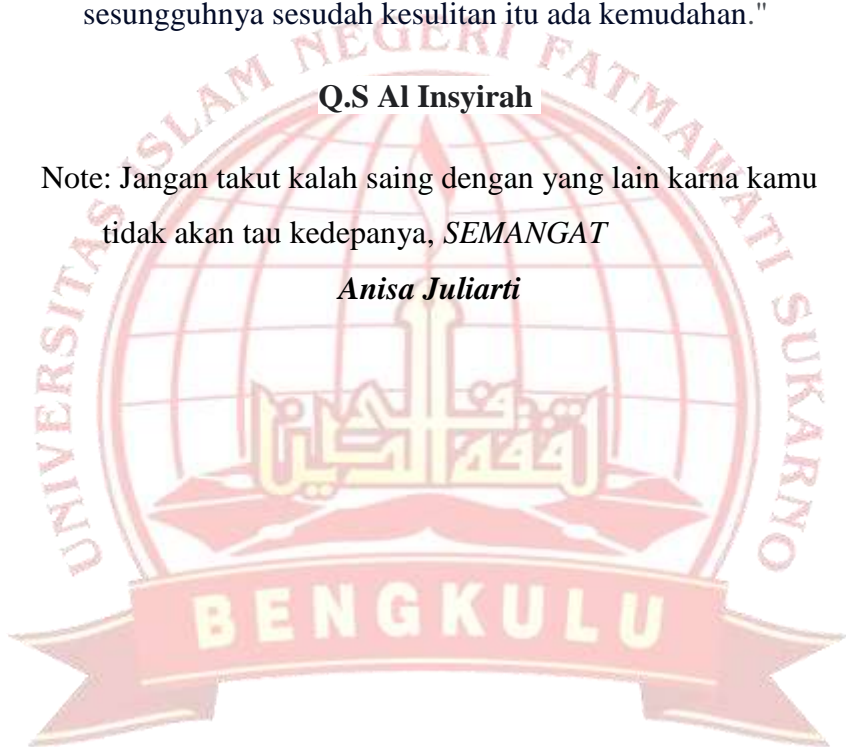 sesungguhnya sesudah kesulitan itu ada kemudahan."
Q.S Al Insyirah
Note: Jangan takut kalah saing dengan yang lain karna kamu
tidak akan tau kedepanya, SEMANGAT
Anisa Juliarti
UNIVERSITAS ISLAM NEGERI FATMAWATI SUKARNO
BENGKULU